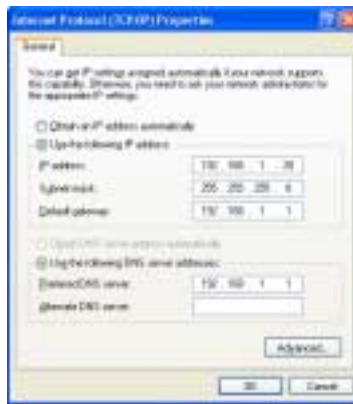 Internet Protocol (TCP/IP) Properties
General
You can get IP settings assigned automatically if your network supports
this capability. Otherwise, you need to ask your network administrator for
the appropriate IP settings.
Obtain an IP address automatically
Use the following IP address:
IP address: 192 . 168 . 1 .
Subnet mask: 255 . 255 . 255 . 0
Default gateway: 192 . 168 . 1 . 1
Obtain DNS server address automatically
Use the following DNS server addresses:
Preferred DNS server: 192 . 168 . 1 . 1
Alternate DNS server:
Advanced...
OK Cancel